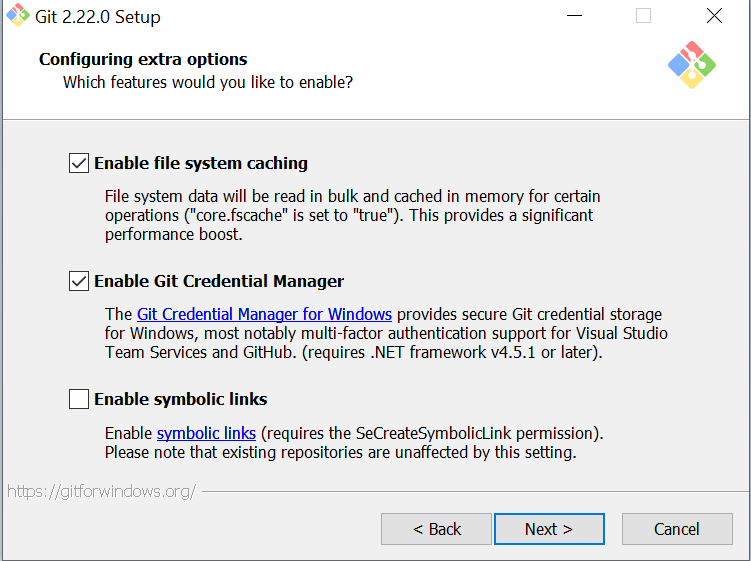 Git 2.22.0 Setup
Configuring extra options
Which features would you like to enable?
Enable file system caching
File system data will be read in bulk and cached in memory for certain
operations ("core.fscache" is set to "true"). This provides a significant
performance boost.
Enable Git Credential Manager
The Git Credential Manager for Windows provides secure Git credential storage
for Windows, most notably multi-factor authentication support for Visual Studio
Team Services and GitHub. (requires .NET framework v4.5.1 or later).
Enable symbolic links
Enable symbolic links (requires the SeCreateSymbolicLink permission).
Please note that existing repositories are unaffected by this setting.
https://gitforwindows.org/
< Back Next > Cancel